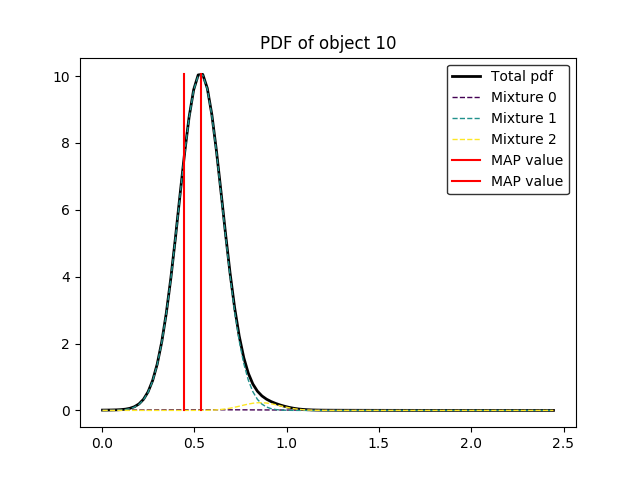 PDF of object 10
Total pdf
Mixture 0
Mixture 1
Mixture 2
MAP value
MAP value
10
8
6
4
2
0
0.0 0.5 1.0 1.5 2.0 2.5